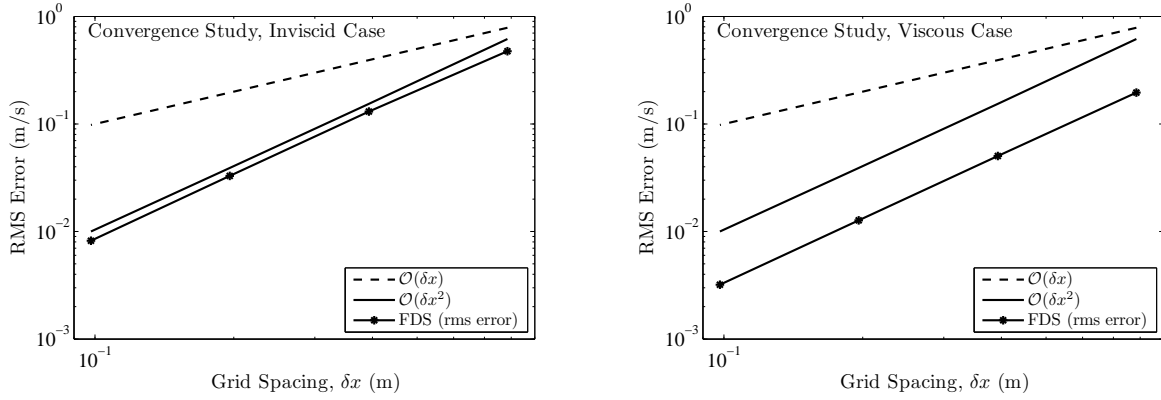 Convergence Study, Inviscid Case
RMS Error (m/s)
10^0
10^{-1}
10^{-2}
10^{-3}
10^{-1}
Grid Spacing, δx (m)
𝒪(δx)
𝒪(δx^2)
FDS (rms error)
Convergence Study, Viscous Case
RMS Error (m/s)
10^0
10^{-1}
10^{-2}
10^{-3}
10^{-1}
Grid Spacing, δx (m)
𝒪(δx)
𝒪(δx^2)
FDS (rms error)